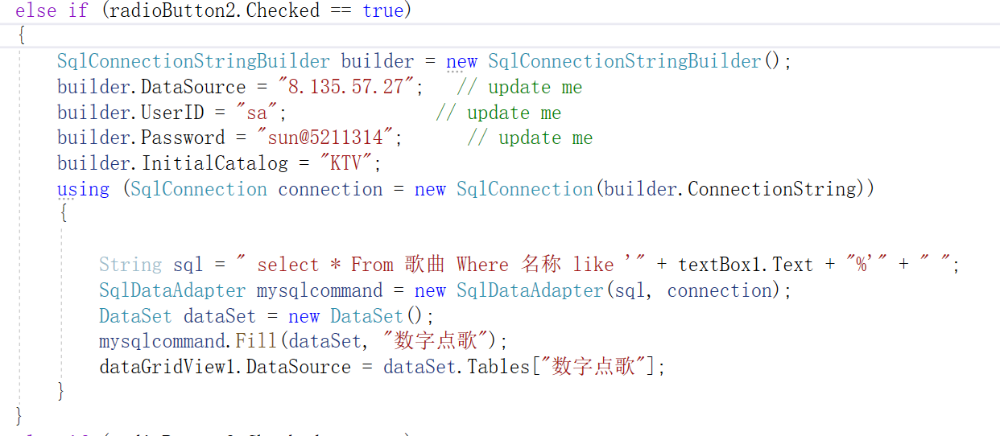 else if (radioButton2.Checked == true)
{
SqlConnectionStringBuilder builder = new SqlConnectionStringBuilder();
builder.DataSource = "8.135.57.27";   // update me
builder.UserID = "sa";              // update me
builder.Password = "sun@5211314";      // update me
builder.InitialCatalog = "KTV";
using (SqlConnection connection = new SqlConnection(builder.ConnectionString))
{
String sql = " select * From 歌曲 Where 名称 like '" + textBox1.Text + "%'" + " ";
SqlDataAdapter mysqlcommand = new SqlDataAdapter(sql, connection);
DataSet dataSet = new DataSet();
mysqlcommand.Fill(dataSet, "数字点歌");
dataGridView1.DataSource = dataSet.Tables["数字点歌"];
}
}